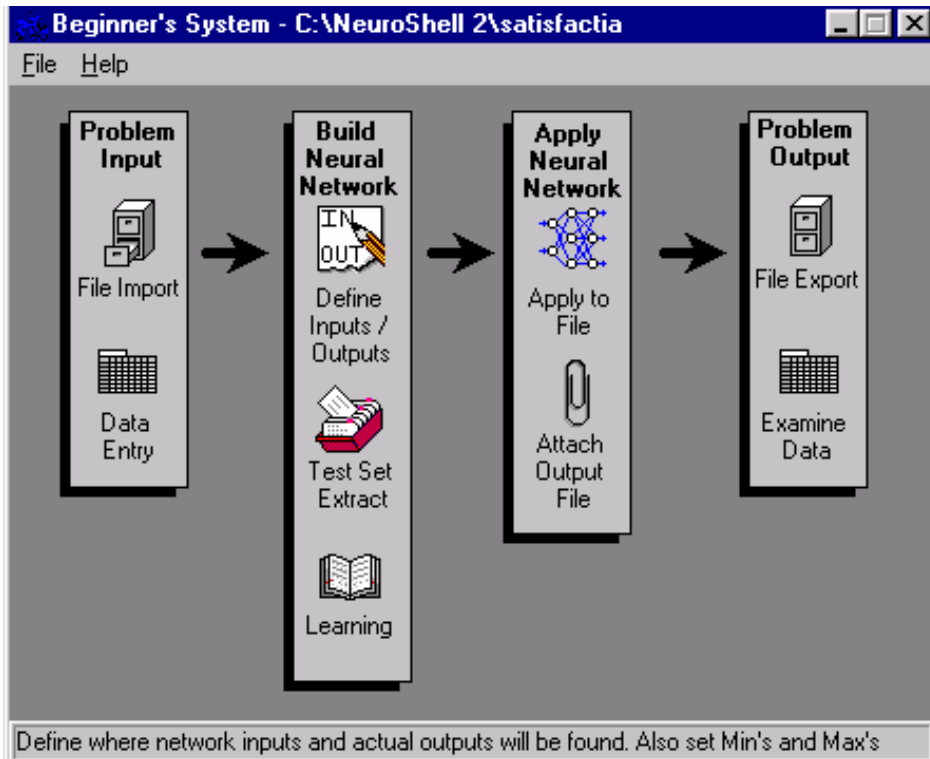 Beginner's System - C:\NeuroShell 2\satisfactia
File Help
Problem
Input
File Import
Data
Entry
Build
Neural
Network
IN
OUT
Define
Inputs /
Outputs
Test Set
Extract
Learning
Apply
Neural
Network
Apply to
File
Attach
Output
File
Problem
Output
File Export
Examine
Data
Define where network inputs and actual outputs will be found. Also set Min's and Max's